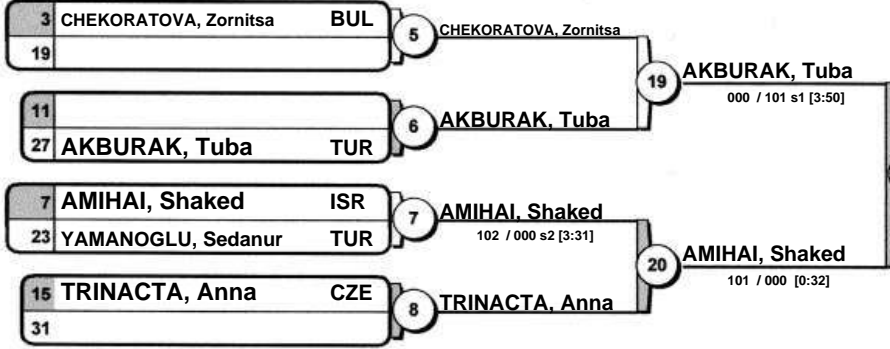 3 CHEKORATOVA, Zornitsa BUL
19
5 CHEKORATOVA, Zornitsa
11
27 AKBURAK, Tuba TUR
6 AKBURAK, Tuba
19 AKBURAK, Tuba
000 / 101 s1 [3:50]
7 AMIHAI, Shaked ISR
23 YAMANOGLU, Sedanur TUR
7 AMIHAI, Shaked
102 / 000 s2 [3:31]
15 TRINACTA, Anna CZE
31
8 TRINACTA, Anna
20 AMIHAI, Shaked
101 / 000 [0:32]